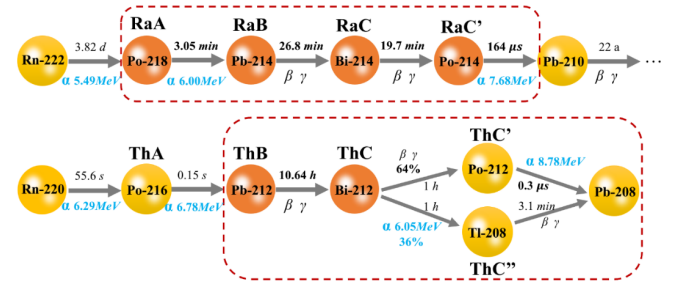 RaA RaB RaC RaC’
Rn-222 3.82 d Po-218 3.05 min Pb-214 26.8 min Bi-214 19.7 min Po-214 164 μs Pb-210 22 a ...
α 5.49MeV α 6.00MeV β γ β γ α 7.68MeV β γ
ThC’
ThA ThB ThC β γ Po-212 α 8.78MeV
64%
Rn-220 55.6 s Po-216 0.15 s Pb-212 10.64 h Bi-212 1 h 0.3 μs Pb-208
α 6.29MeV α 6.78MeV β γ 1 h 3.1 min
α 6.05MeV Tl-208 β γ
36%
ThC”